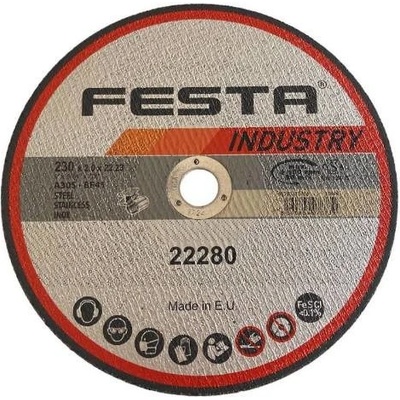 FESTA®
INDUSTRY
230 x 2.0 x 22.23
A30S - BF41
STEEL
STAINLESS
INOX
22280
Made in E.U.
FeSCl
<0.1%